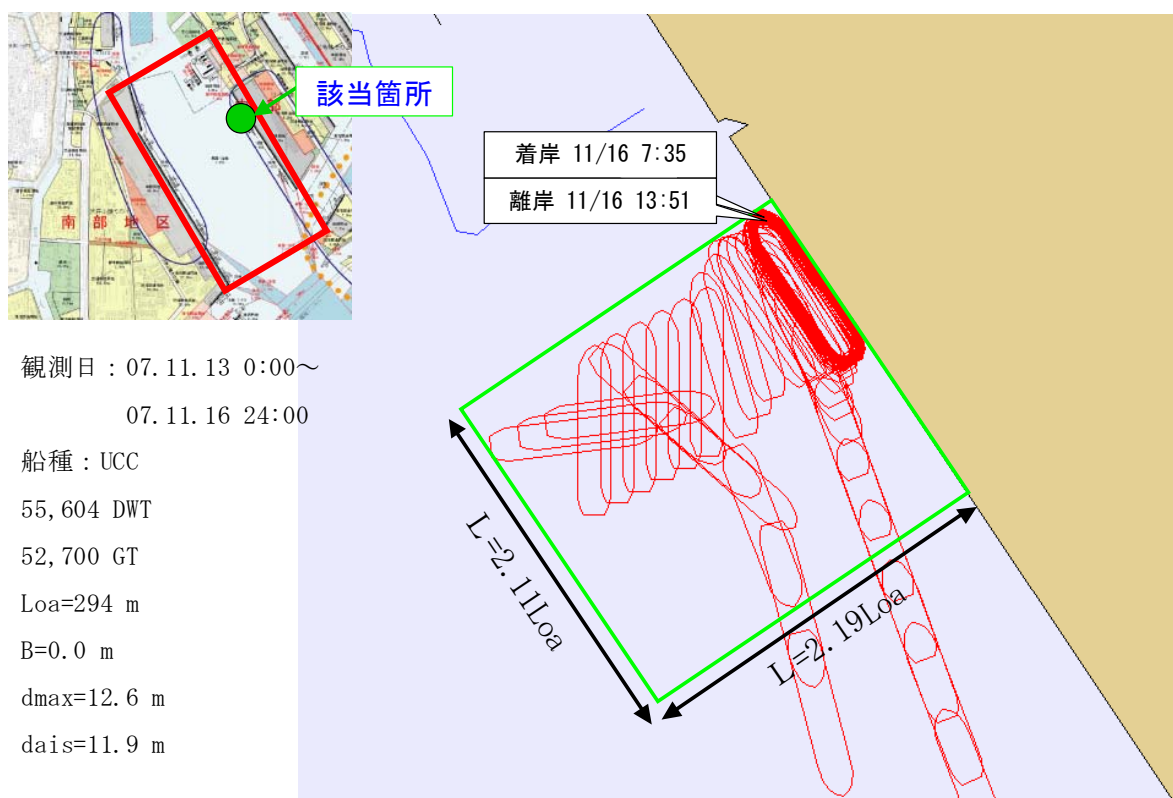 該当箇所
南部地区
着岸 11/16 7:35
離岸 11/16 13:51
観測日：07.11.13 0:00～
07.11.16 24:00
船種：UCC
55,604 DWT
52,700 GT
Loa=294 m
B=0.0 m
dmax=12.6 m
dais=11.9 m
L=2.11Loa
L=2.19Loa